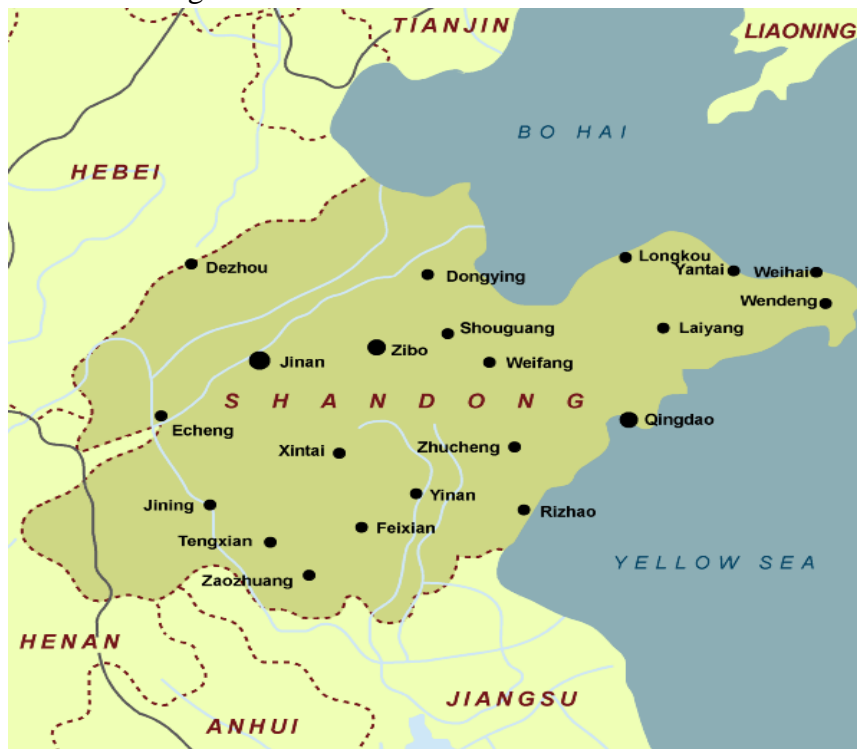 TIANJIN
LIAONING
BO HAI
HEBEI
Dezhou
Dongying
Longkou
Yantai
Weihai
Wendeng
Shouguang
Laiyang
Zibo
Jinan
Weifang
SHANDONG
Qingdao
Echeng
Xintai
Zhucheng
Yinan
Jining
Rizhao
Feixian
Tengxian
Zaozhuang
YELLOW SEA
HENAN
JIANGSU
ANHUI